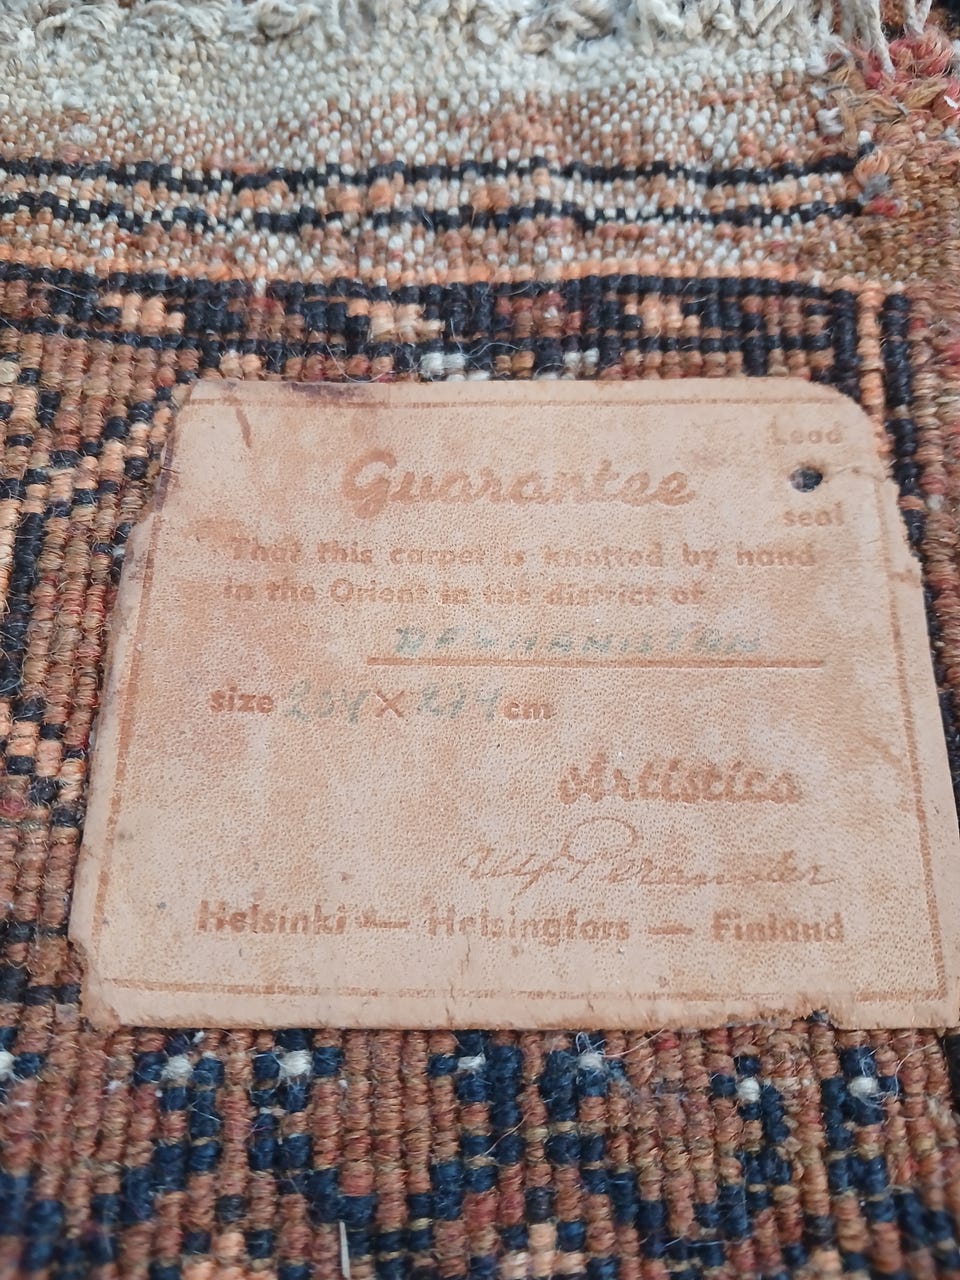 Lead
Guarantee
seal
That this carpet is knotted by hand
in the Orient in the district of
size X cm
Artistica
Helsinki — Helsingfors — Finland